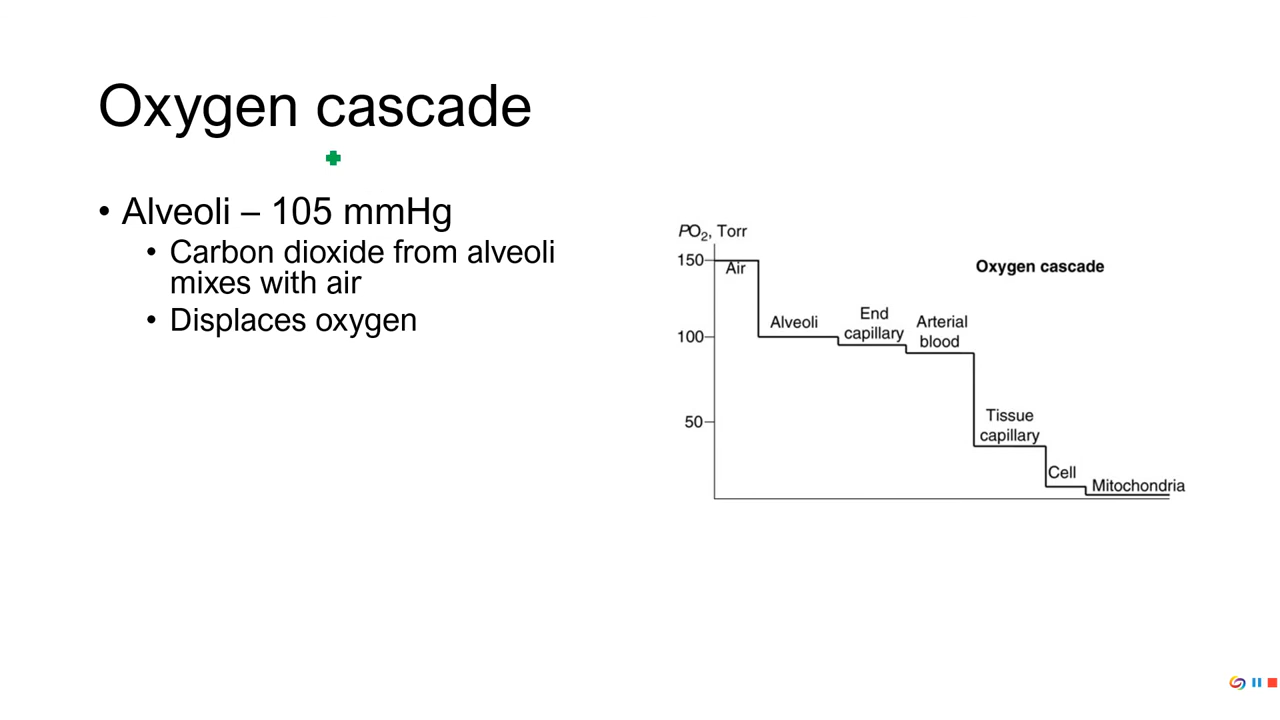 Oxygen cascade
• Alveoli – 105 mmHg
• Carbon dioxide from alveoli
mixes with air
• Displaces oxygen
PO₂, Torr
150
Air
Oxygen cascade
100
Alveoli
End
capillary
Arterial
blood
50
Tissue
capillary
Cell
Mitochondria